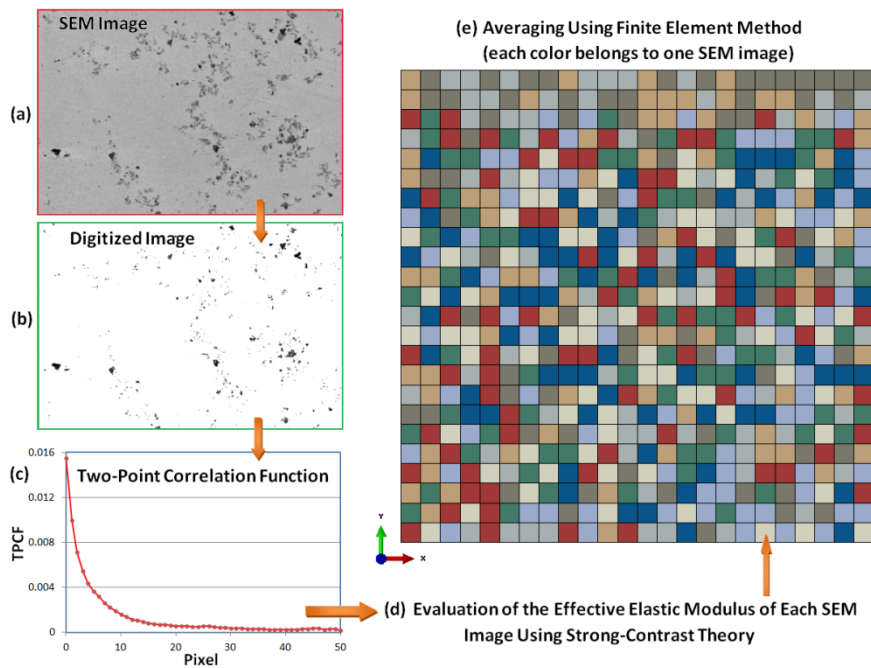 SEM Image
(a)
Digitized Image
(b)
(c)
Two-Point Correlation Function
TPCF
0.016
0.012
0.008
0.004
0
0 10 20 30 40 50
Pixel
(d) Evaluation of the Effective Elastic Modulus of Each SEM
Image Using Strong-Contrast Theory
(e) Averaging Using Finite Element Method
(each color belongs to one SEM image)
Y
X